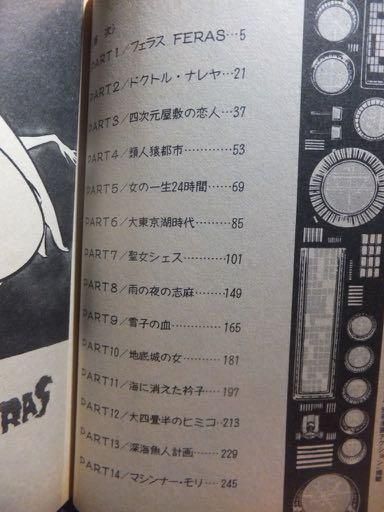 目次
PART1/フェラス FERAS…5
PART2/ドクトル・ナレヤ…21
PART3/四次元屋敷の恋人…37
PART4/類人猿都市……53
PART5/女の一生24時間……69
PART6/大東京湖時代……85
PART7/聖女シェス……101
PART8/雨の夜の志麻……149
PART9/雪子の血……165
PART10/地底城の女……181
PART11/海に消えた衿子…197
PART12/大四畳半のヒミコ…213
PART13/深海魚人計画……229
PART14/マシンナー・モリ…245
RAS